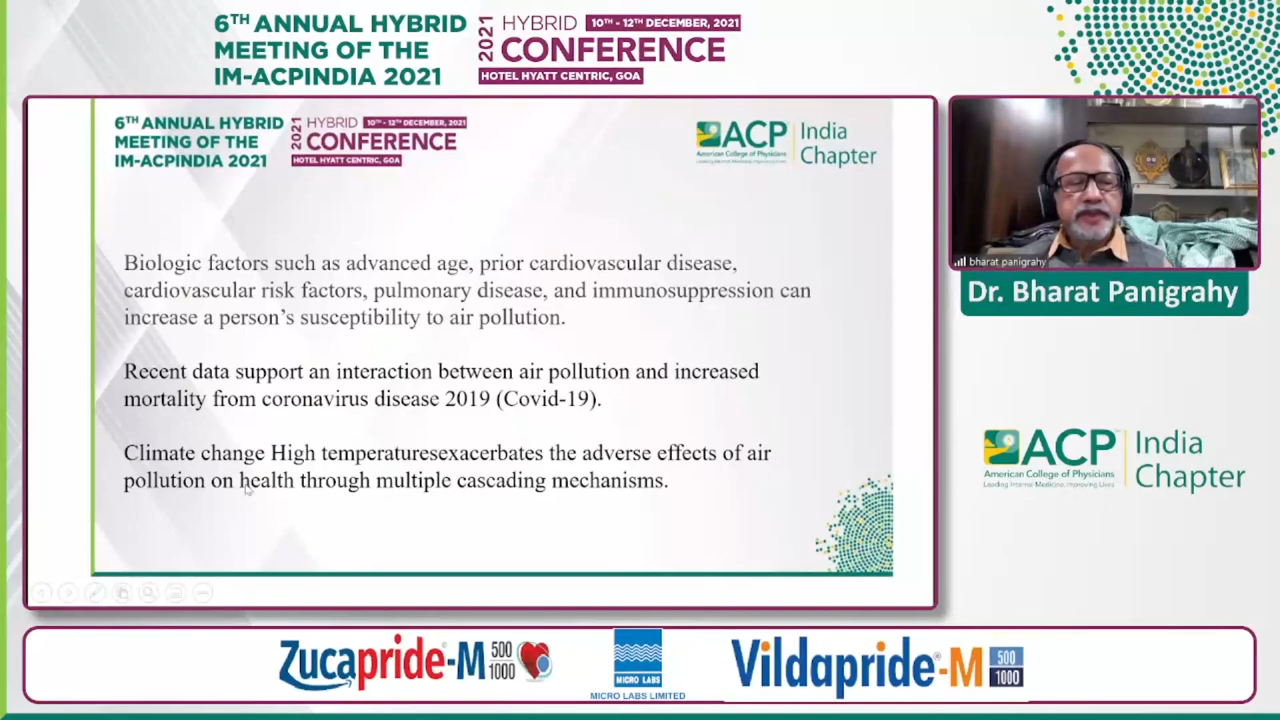 6TH ANNUAL HYBRID
MEETING OF THE
IM-ACPINDIA 2021
2021
HYBRID 10TH - 12TH DECEMBER, 2021
CONFERENCE
HOTEL HYATT CENTRIC, GOA
6TH ANNUAL HYBRID
MEETING OF THE
IM-ACPINDIA 2021
2021
HYBRID 10TH - 12TH DECEMBER, 2021
CONFERENCE
HOTEL HYATT CENTRIC, GOA
ACP
American College of Physicians
Leading Internal Medicine, Improving Lives
India
Chapter
Biologic factors such as advanced age, prior cardiovascular disease,
cardiovascular risk factors, pulmonary disease, and immunosuppression can
increase a person's susceptibility to air pollution.
Recent data support an interaction between air pollution and increased
mortality from coronavirus disease 2019 (Covid-19).
Climate change High temperaturesexacerbates the adverse effects of air
pollution on health throughmultiple cascading mechanisms.
bharat panigrahy
Dr. Bharat Panigrahy
ACP
American College of Physicians
Leading Internal Medicine, Improving Lives
India
Chapter
Zucapride®-M 500
1000
MICRO LABS
MICRO LABS LIMITED
Vildapride®-M 500
1000